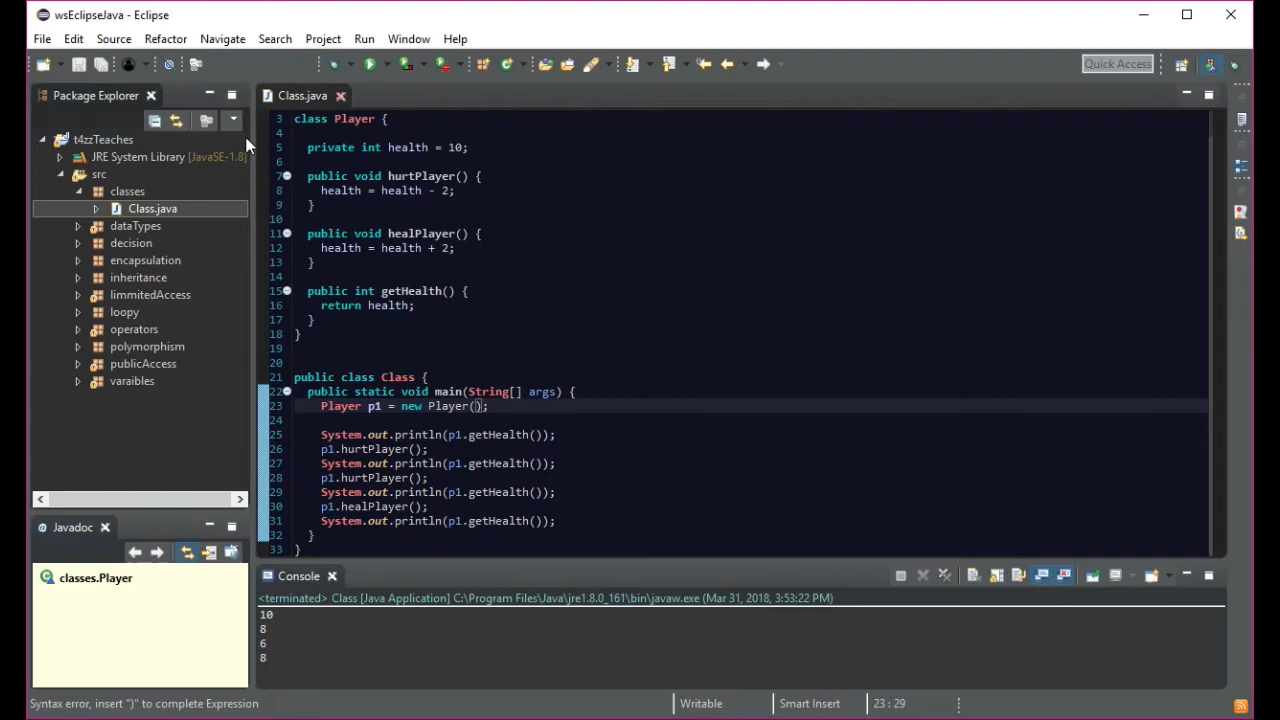 wsEclipseJava - Eclipse
File Edit Source Refactor Navigate Search Project Run Window Help
Quick Access
Package Explorer
t4zzTeaches
JRE System Library [JavaSE-1.8]
src
classes
Class.java
dataTypes
decision
encapsulation
inheritance
limmitedAccess
loopy
operators
polymorphism
publicAccess
varaibles
Javadoc
classes.Player
Class.java
3 class Player {
4
5 private int health = 10;
6
7 public void hurtPlayer() {
8 health = health - 2;
9 }
10
11 public void healPlayer() {
12 health = health + 2;
13 }
14
15 public int getHealth() {
16 return health;
17 }
18 }
19
20
21 public class Class {
22 public static void main(String[] args) {
23 Player p1 = new Player();
24
25 System.out.println(p1.getHealth());
26 p1.hurtPlayer();
27 System.out.println(p1.getHealth());
28 p1.hurtPlayer();
29 System.out.println(p1.getHealth());
30 p1.healPlayer();
31 System.out.println(p1.getHealth());
32 }
33 }
Console
<terminated> Class [Java Application] C:\Program Files\Java\jre1.8.0_161\bin\javaw.exe (Mar 31, 2018, 3:53:22 PM)
10
8
6
8
Syntax error, insert ")" to complete Expression
Writable
Smart Insert
23 : 29